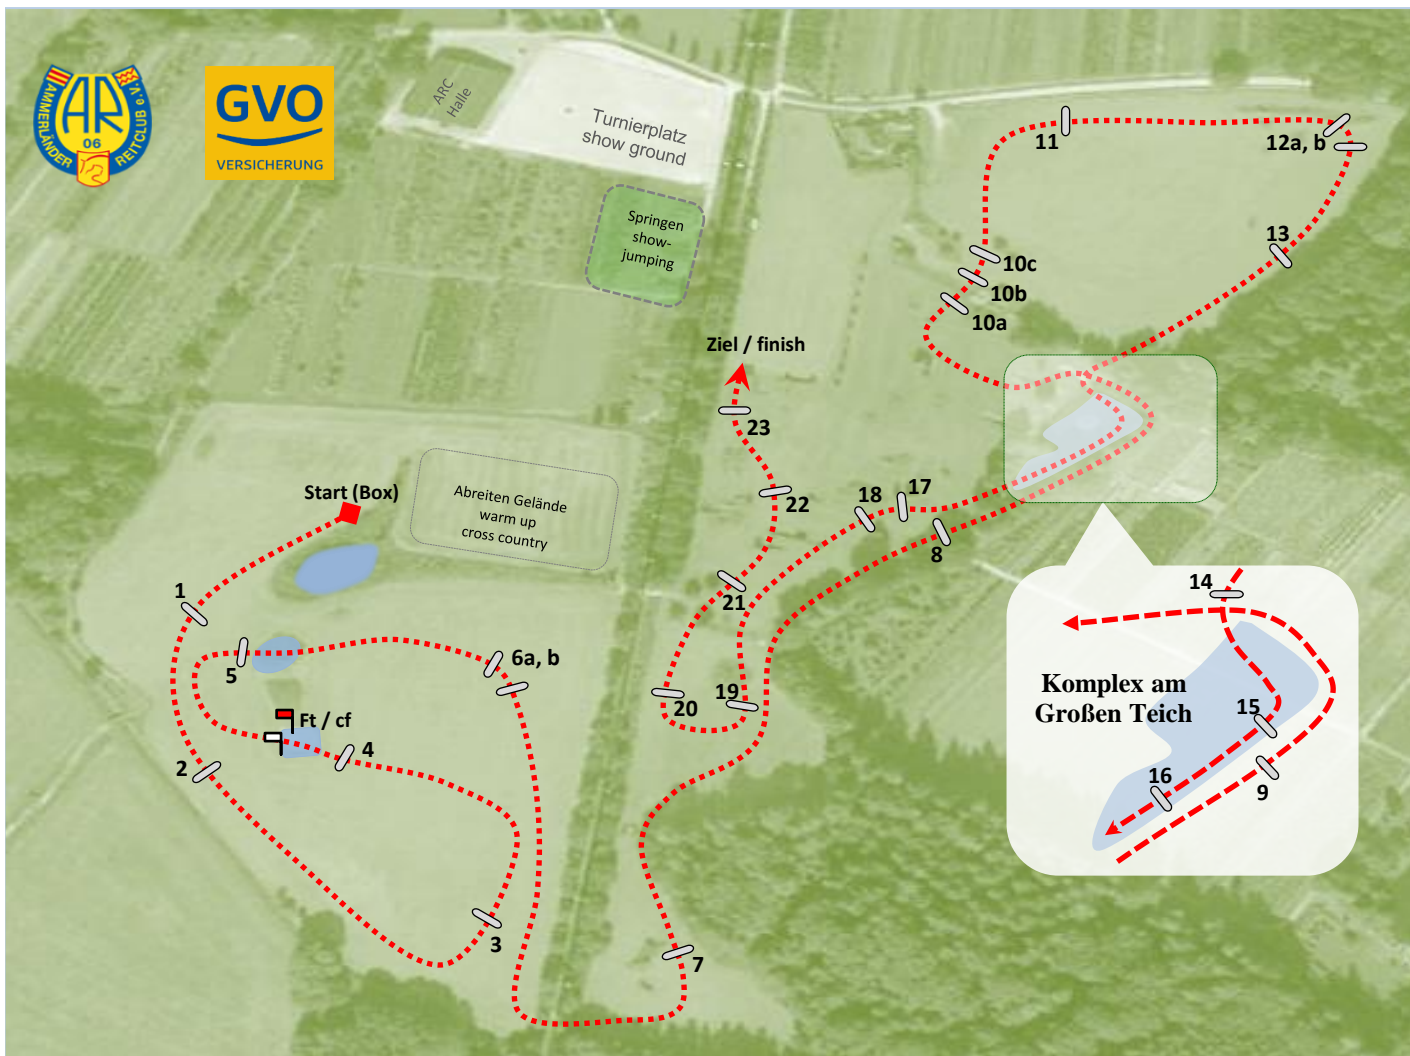 AMMERLÄNDER
REITCLUB e.V.
AR
06
GVO
VERSICHERUNG
ARC
Halle
Turnierplatz
show ground
Springen
show-
jumping
11
12a, b
13
10c
10b
10a
Ziel / finish
23
22
18
17
8
21
19
20
Start (Box)
Abreiten Gelände
warm up
cross country
1
5
6a, b
Ft / cf
4
2
3
7
14
Komplex am
Großen Teich
15
16
9